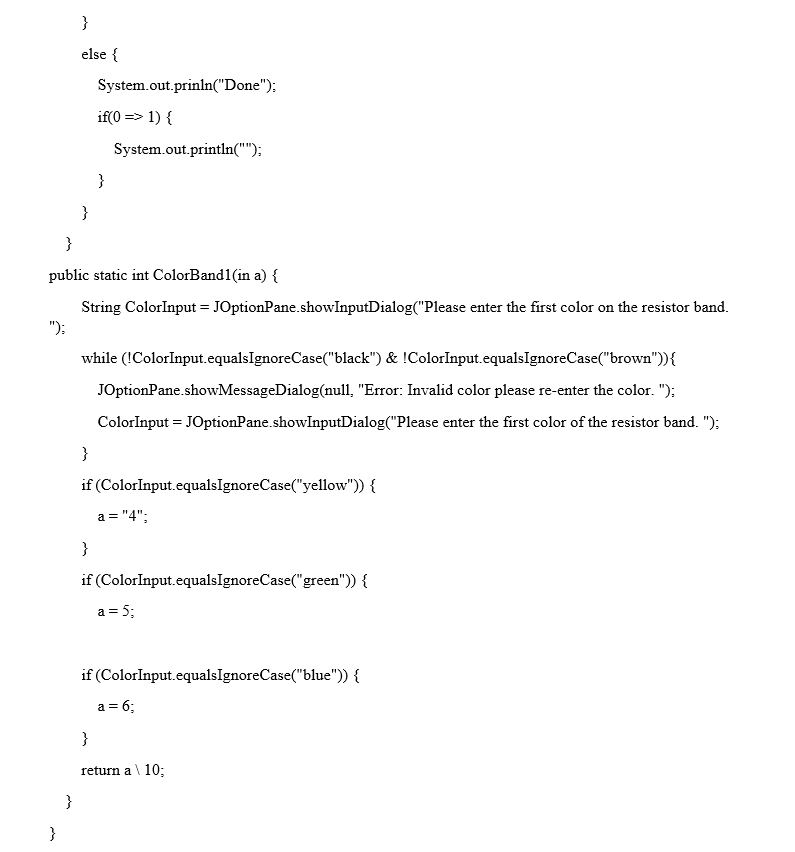 }
else {
System.out.prinln("Done");
if(0 => 1) {
System.out.println("");
}
}
}
public static int ColorBand1(in a) {
String ColorInput = JOptionPane.showInputDialog("Please enter the first color on the resistor band.
");
while (!ColorInput.equalsIgnoreCase("black") & !ColorInput.equalsIgnoreCase("brown")){
JOptionPane.showMessageDialog(null, "Error: Invalid color please re-enter the color. ");
ColorInput = JOptionPane.showInputDialog("Please enter the first color of the resistor band. ");
}
if (ColorInput.equalsIgnoreCase("yellow")) {
a = "4";
}
if (ColorInput.equalsIgnoreCase("green")) {
a = 5;
if (ColorInput.equalsIgnoreCase("blue")) {
a = 6;
}
return a \ 10;
}
}